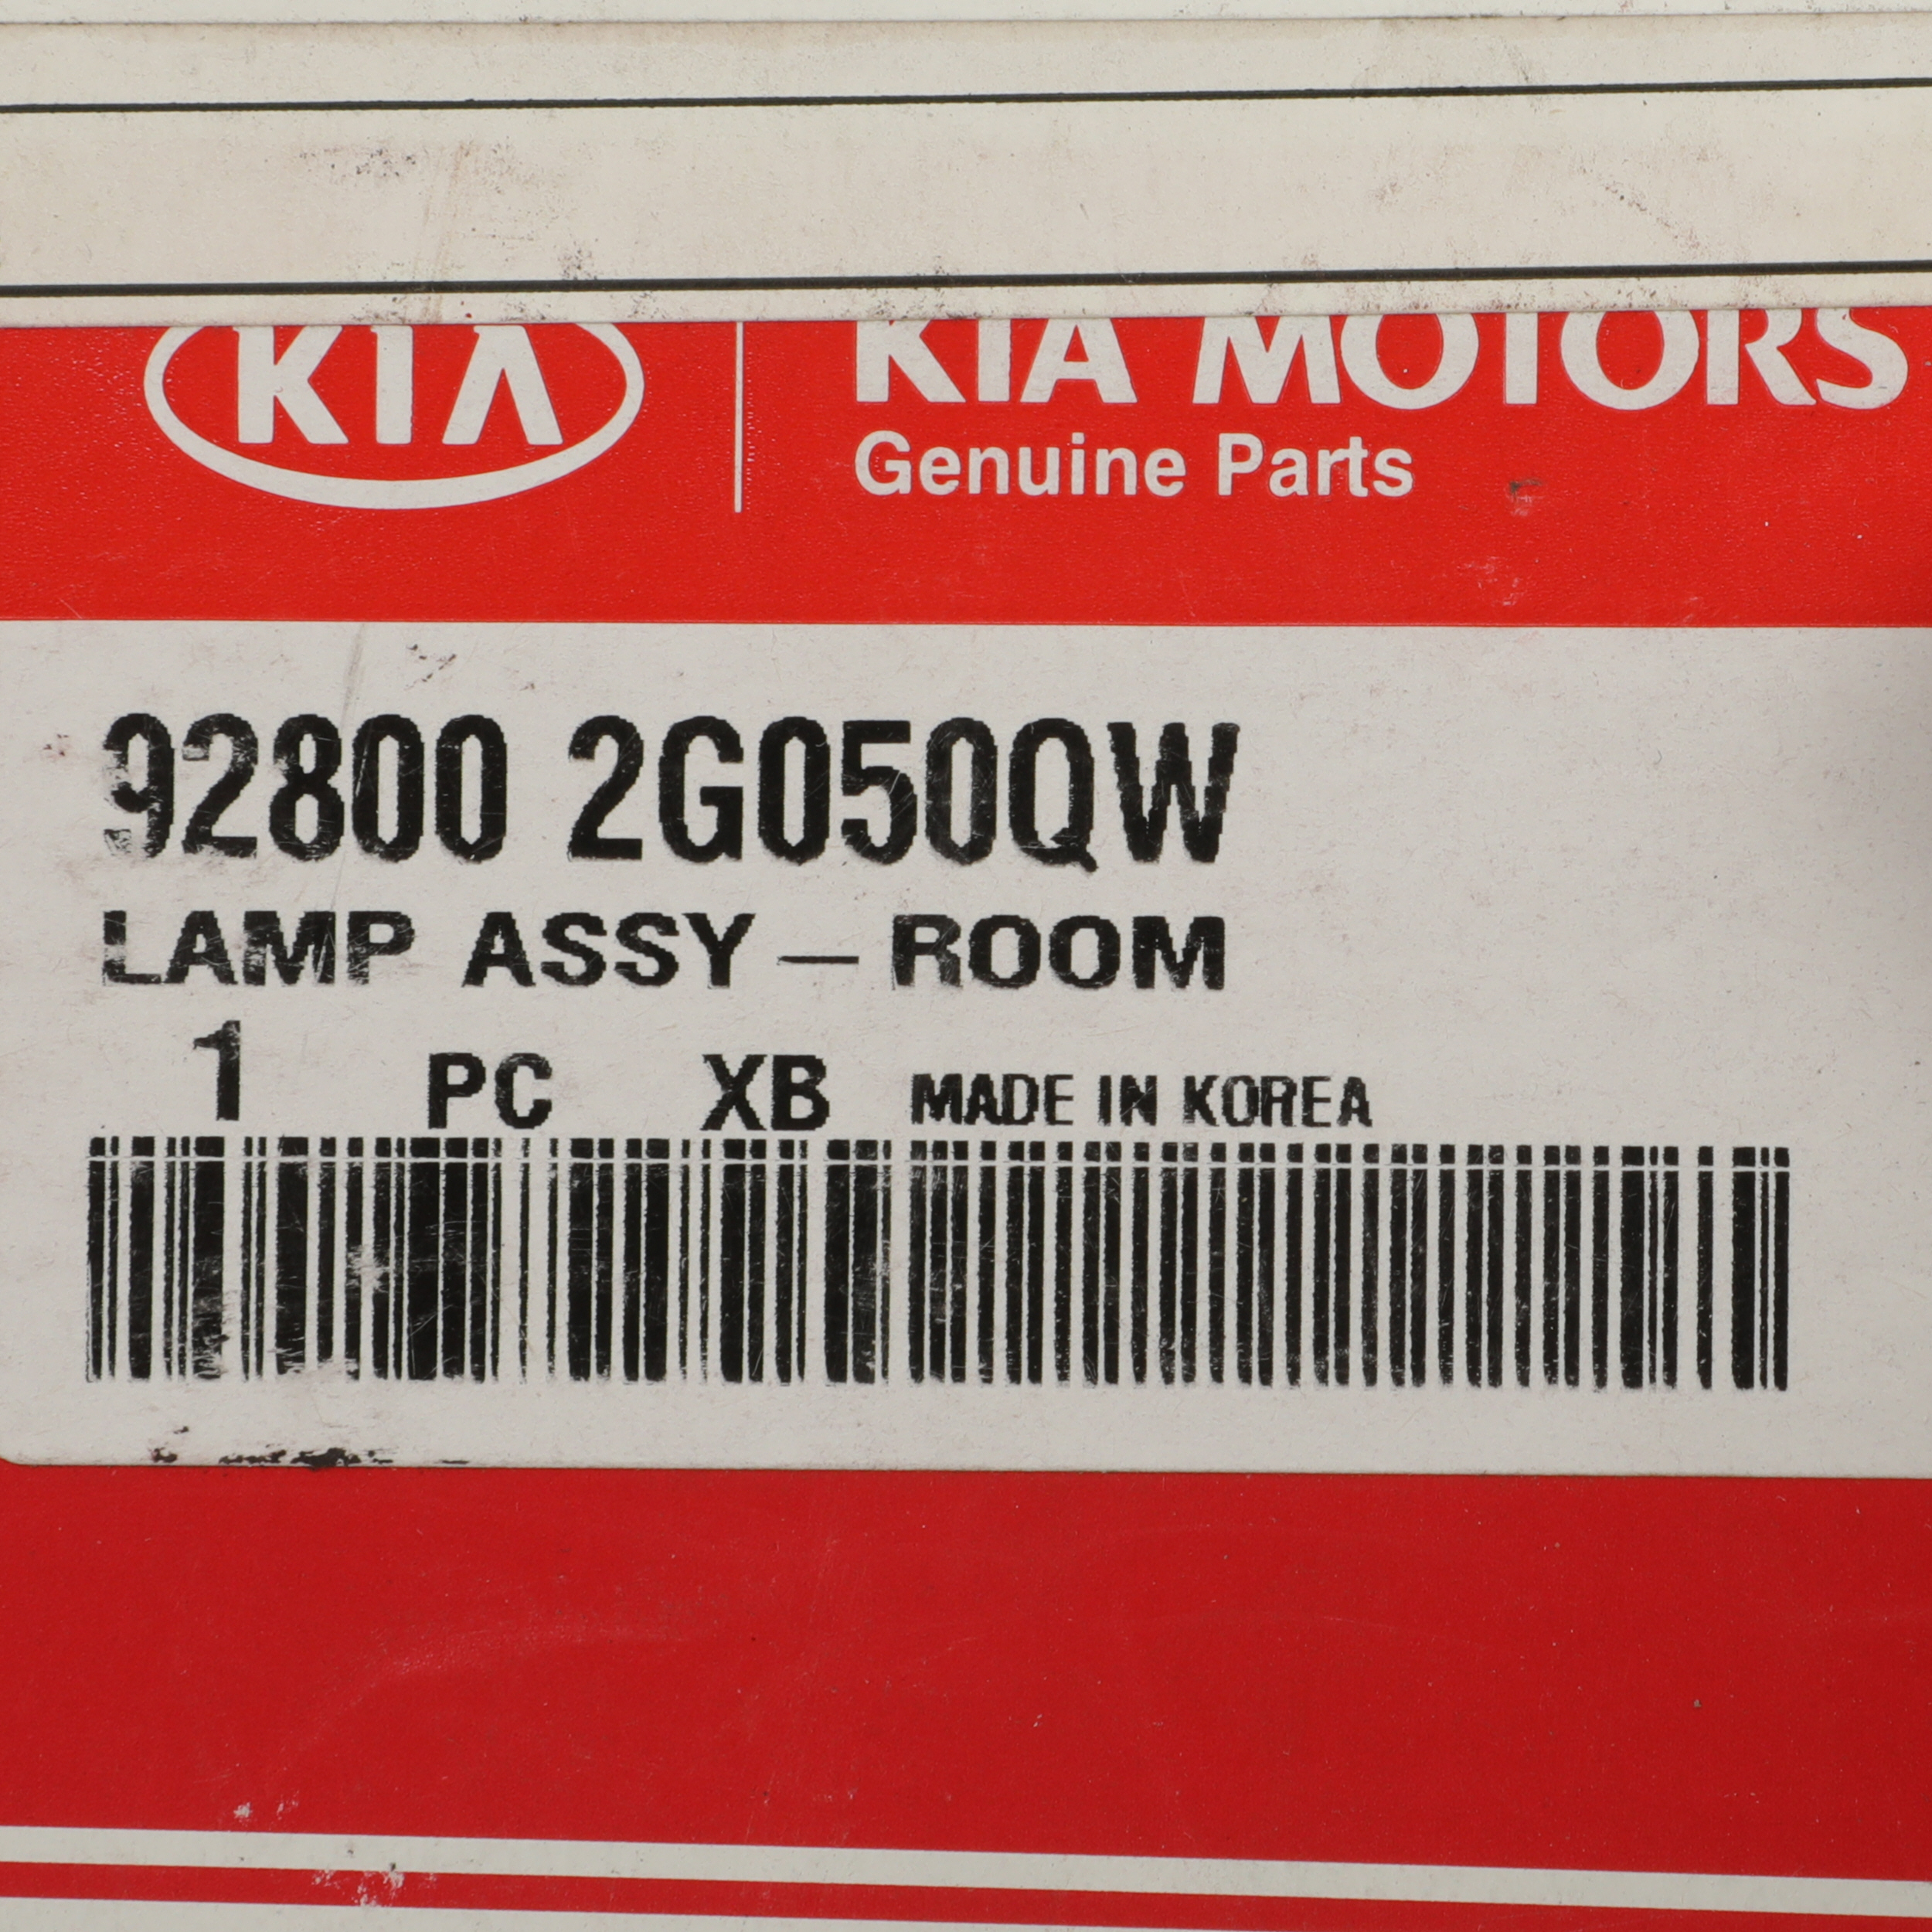 KIA KIA MOTORS
Genuine Parts
92800 2G050QW
LAMP ASSY-ROOM
1 PC XB MADE IN KOREA